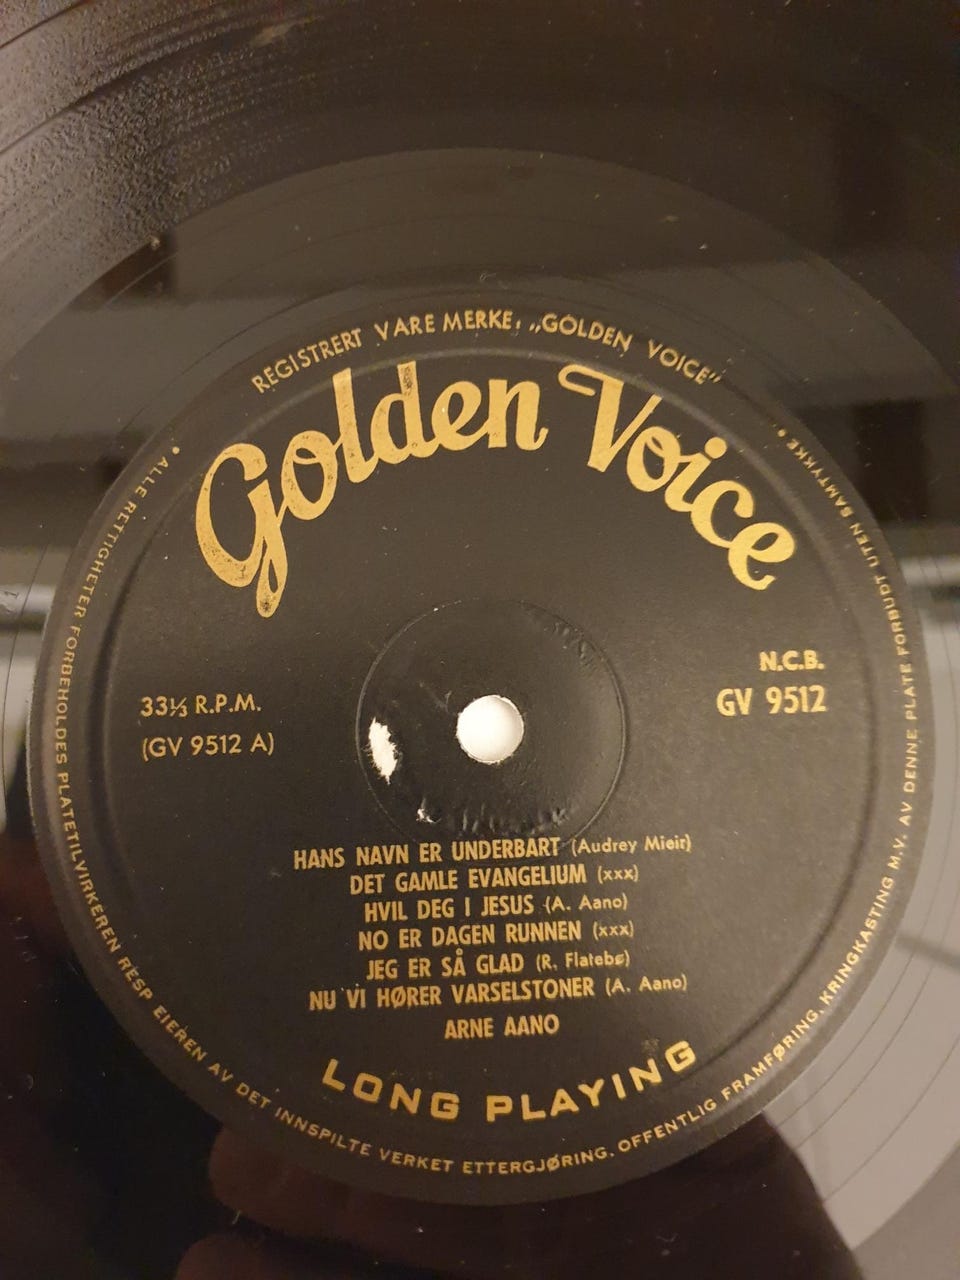 REGISTRERT VARE MERKE, „GOLDEN VOICE"
Golden Voice
33⅓ R.P.M.
(GV 9512 A)
N.C.B.
GV 9512
HANS NAVN ER UNDERBART (Audrey Mieir)
DET GAMLE EVANGELIUM (xxx)
HVIL DEG I JESUS (A. Aano)
NO ER DAGEN RUNNEN (xxx)
JEG ER SÅ GLAD (R. Flatebø)
NU VI HØRER VARSELSTONER (A. Aano)
ARNE AANO
LONG PLAYING
• ALLE RETTIGHETER FORBEHOLDES PLATETILVIRKEREN RESP EIEREN AV DET INNSPILTE VERKET ETTERGJØRING. OFFENTLIG FRAMFØRING, KRINGKASTING M.V. AV DENNE PLATE FORBUDT UTEN SAMTYKKE •